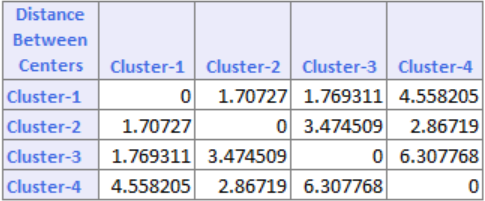 Distance
Between
Centers Cluster-1 Cluster-2 Cluster-3 Cluster-4
Cluster-1 0 1.70727 1.769311 4.558205
Cluster-2 1.70727 0 3.474509 2.86719
Cluster-3 1.769311 3.474509 0 6.307768
Cluster-4 4.558205 2.86719 6.307768 0